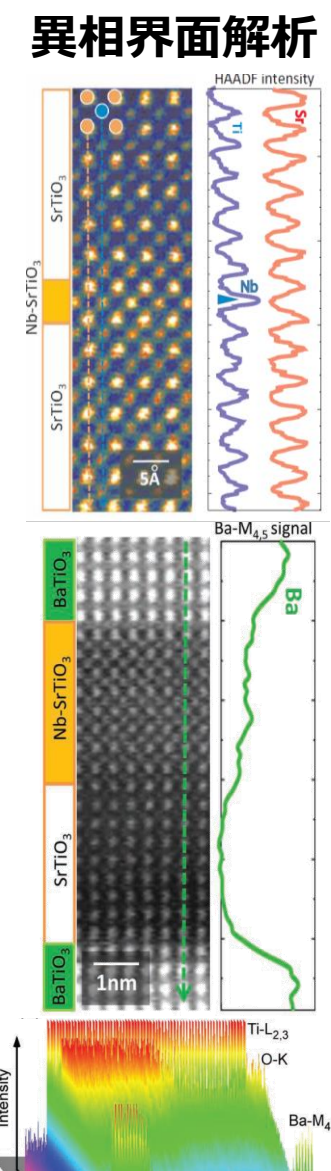 異相界面解析
HAADF intensity
SrTiO3
Nb-SrTiO3
SrTiO3
Ti
Sr
Nb
5Å
Ba-M4,5 signal
BaTiO3
Nb-SrTiO3
SrTiO3
BaTiO3
Ba
1nm
Intensity
Ti-L2,3
O-K
Ba-M4